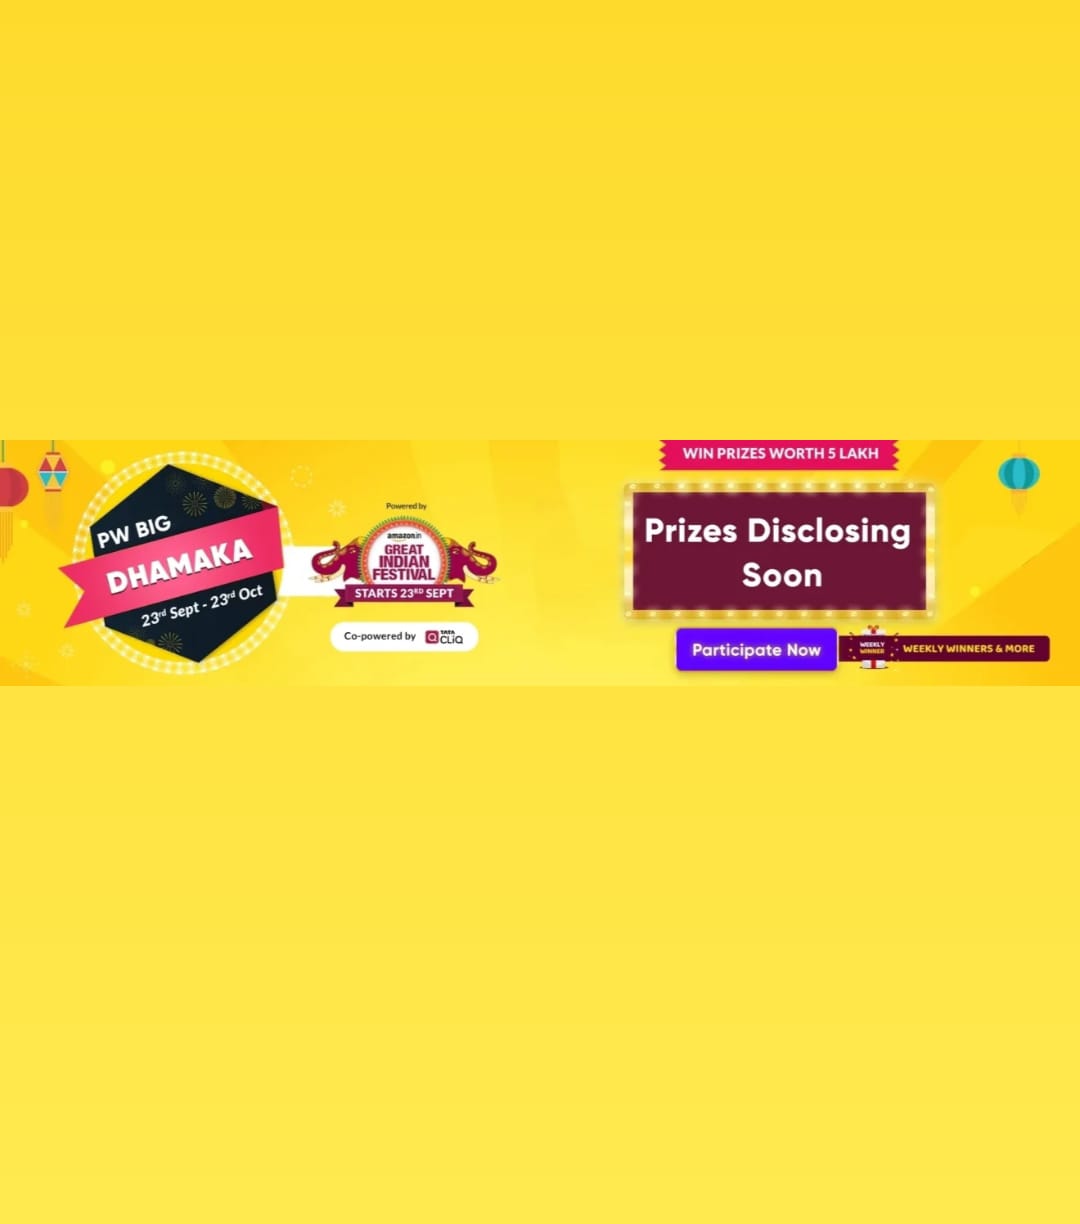 PW BIG
DHAMAKA
23rd Sept - 23rd Oct
Powered by
amazon.in
GREAT
INDIAN
FESTIVAL
STARTS 23RD SEPT
Co-powered by
TATA
CLiQ
WIN PRIZES WORTH 5 LAKH
Prizes Disclosing
Soon
Participate Now
WEEKLY
WINNER
WEEKLY WINNERS & MORE